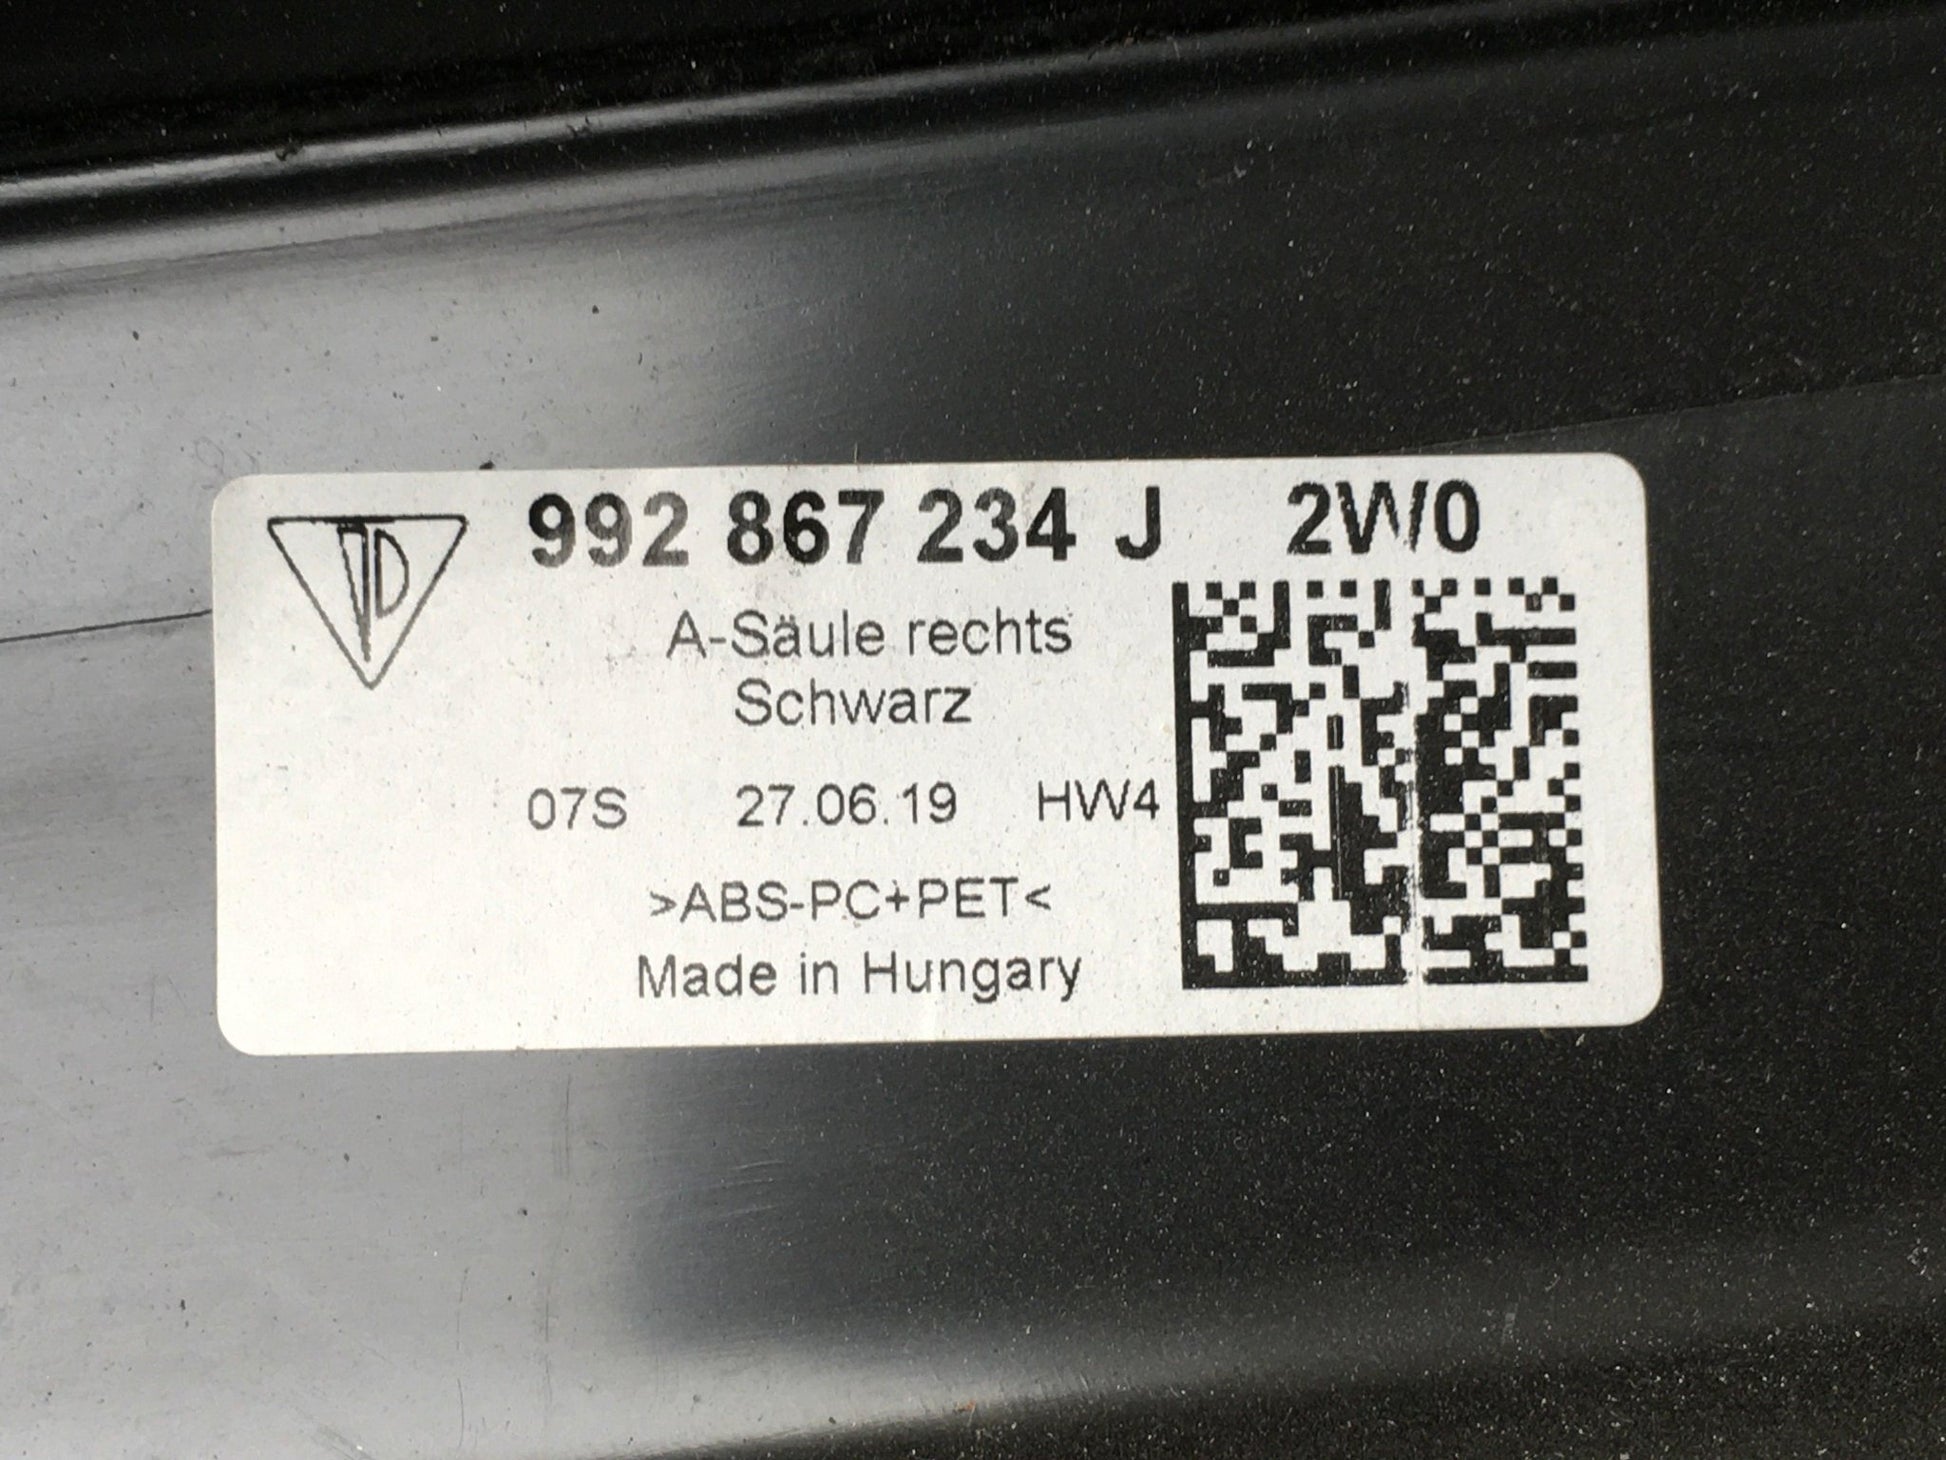 992 867 234 J 2W0
A-Säule rechts
Schwarz
07S 27.06.19 HW4
>ABS-PC+PET<
Made in Hungary